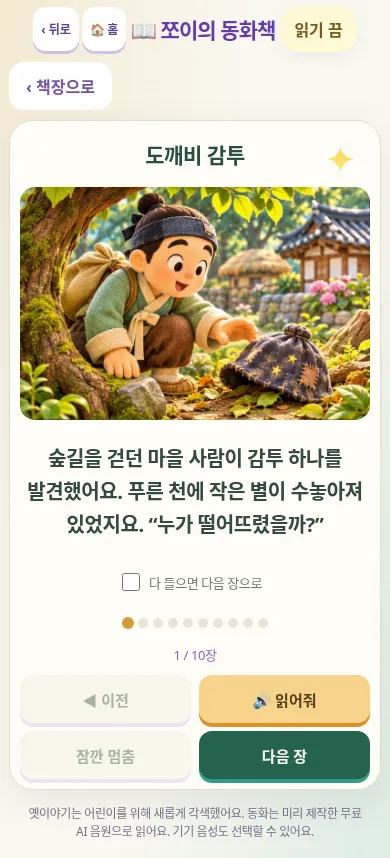 ‹ 뒤로
🏠 홈
📖 쪼이의 동화책
읽기 끔
‹ 책장으로
도깨비 감투
숲길을 걷던 마을 사람이 감투 하나를
발견했어요. 푸른 천에 작은 별이 수놓아져
있었지요. “누가 떨어뜨렸을까?”
다 들으면 다음 장으로
1 / 10장
◀ 이전
🔊 읽어줘
잠깐 멈춤
다음 장
옛이야기는 어린이를 위해 새롭게 각색했어요. 동화는 미리 제작한 무료
AI 음원으로 읽어요. 기기 음성도 선택할 수 있어요.